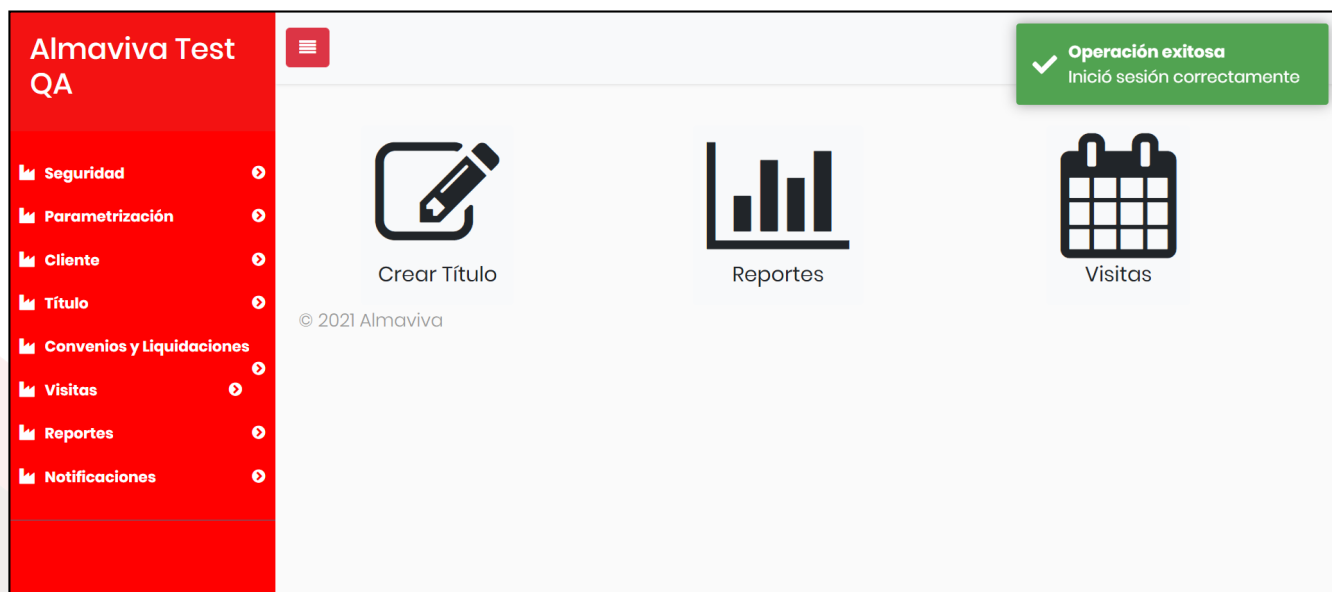 Almaviva Test
QA
Operación exitosa
Inició sesión correctamente
Seguridad
Parametrización
Cliente
Título
Convenios y Liquidaciones
Visitas
Reportes
Notificaciones
Crear Título
Reportes
Visitas
© 2021 Almaviva